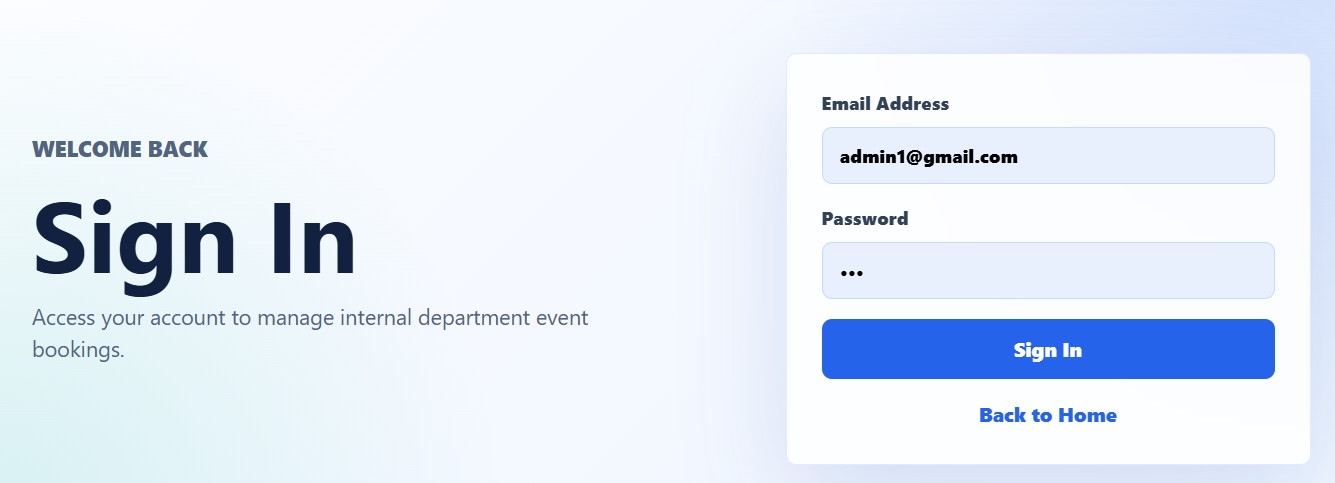 WELCOME BACK
Sign In
Access your account to manage internal department event
bookings.
Email Address
admin1@gmail.com
Password
•••
Sign In
Back to Home